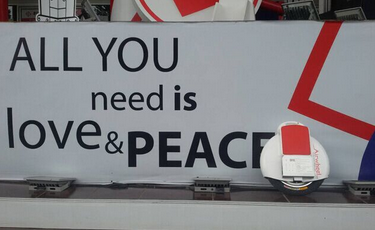 ALL YOU
need is
love & PEACE